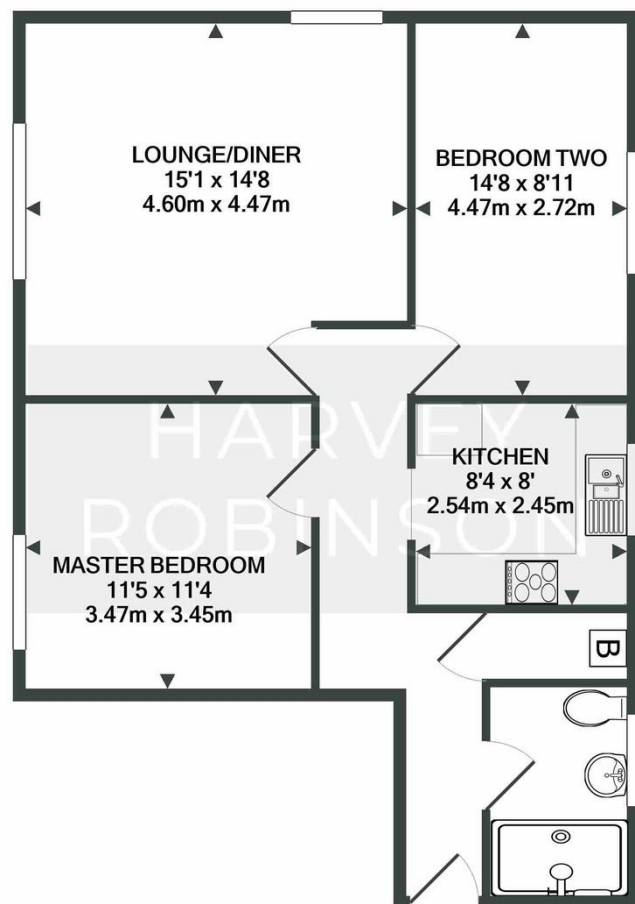 LOUNGE/DINER
15'1 x 14'8
4.60m x 4.47m
BEDROOM TWO
14'8 x 8'11
4.47m x 2.72m
HARVEY
ROBINSON
KITCHEN
8'4 x 8'
2.54m x 2.45m
MASTER BEDROOM
11'5 x 11'4
3.47m x 3.45m
B